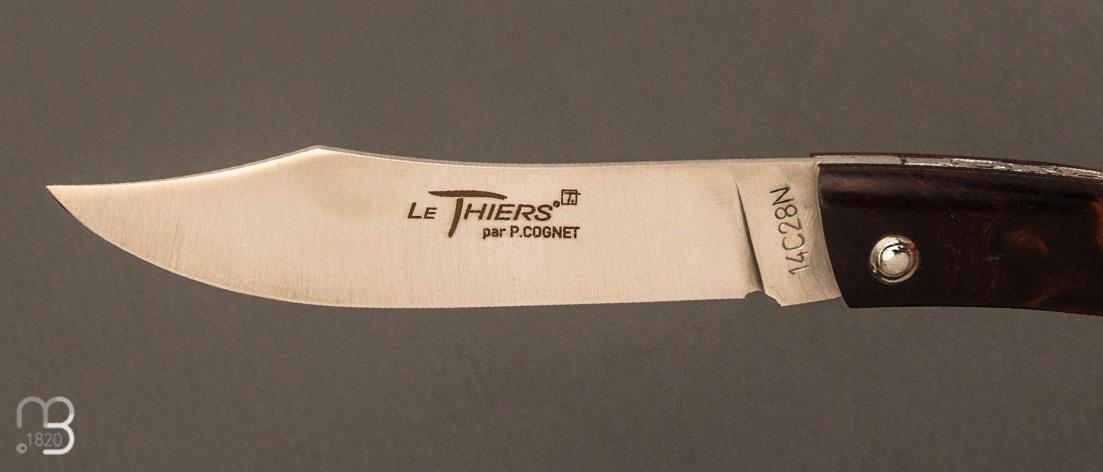 LE THIERS®
par P.COGNET
14C28N
©1820